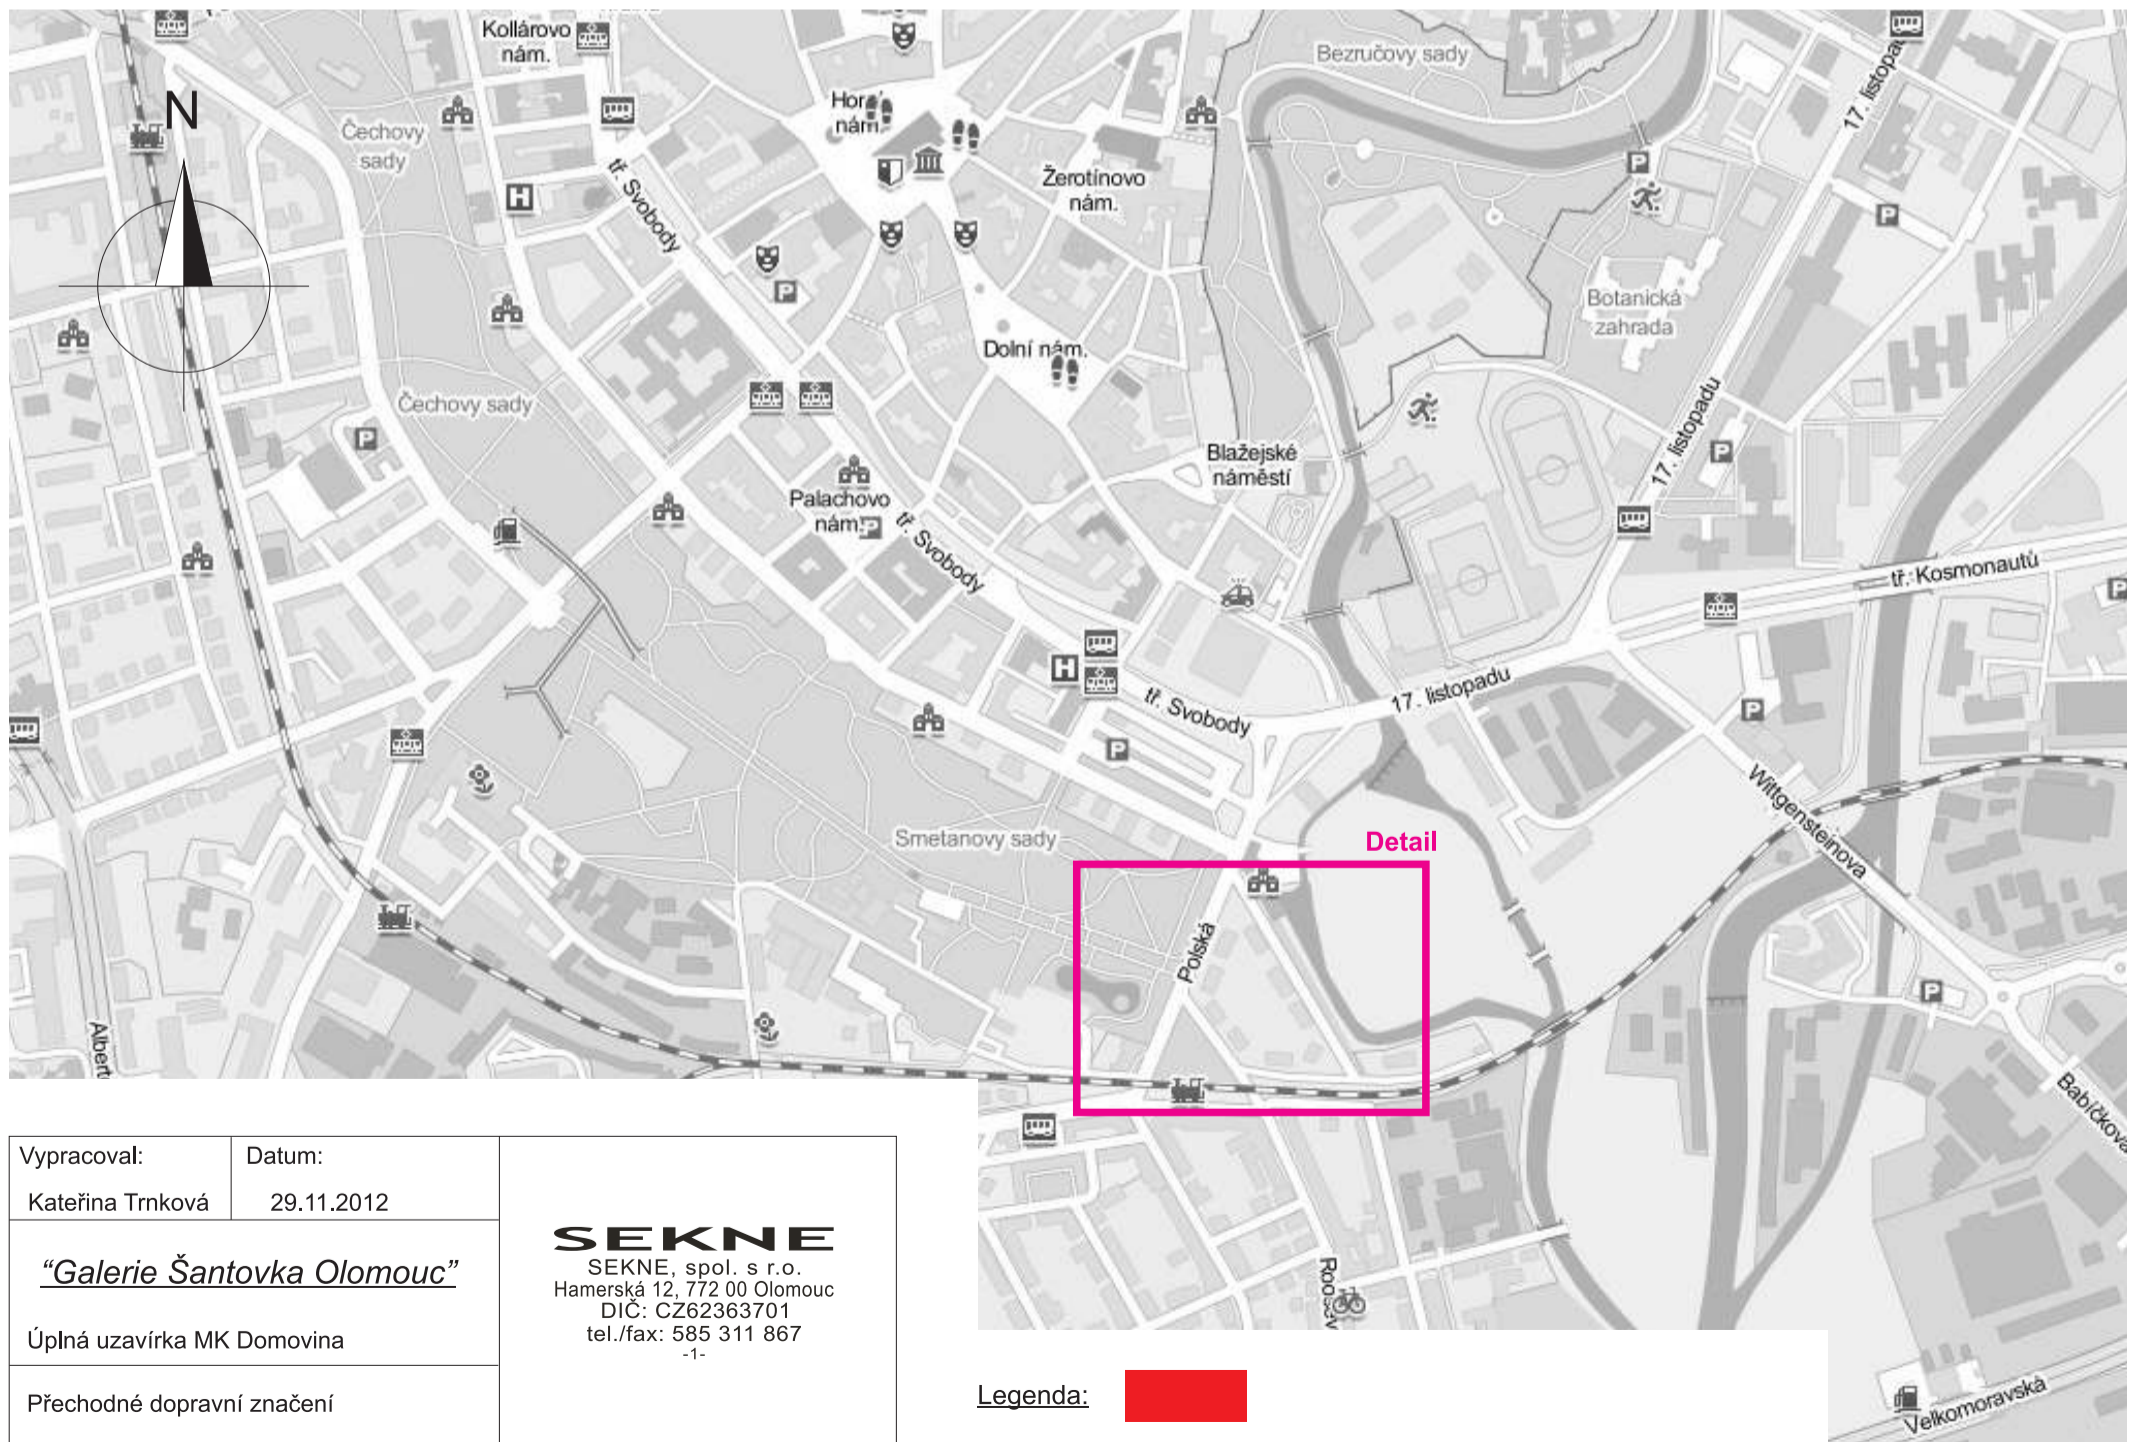 Kollárovo
nám.
Bezručovy sady
17. listopa
N
Čechovy
sady
nám.
tř. Svobody
Žerotínovo
nám.
Botanická
zahrada
Dolní nám.
Čechovy sady
17. listopadu
Blažejské
náměstí
Palachovo
nám.
tř. Svobody
tř. Kosmonautů
17. listopadu
tř. Svobody
Wittgensteinova
Smetanovy sady
Detail
Polská
Albert
Babíčkova
Roosev
Velkomoravská
Vypracoval:
Kateřina Trnková
Datum:
29.11.2012
“Galerie Šantovka Olomouc”
Úplná uzavírka MK Domovina
Přechodné dopravní značení
SEKNE
SEKNE, spol. s r.o.
Hamerská 12, 772 00 Olomouc
DIČ: CZ62363701
tel./fax: 585 311 867
-1-
Legenda: